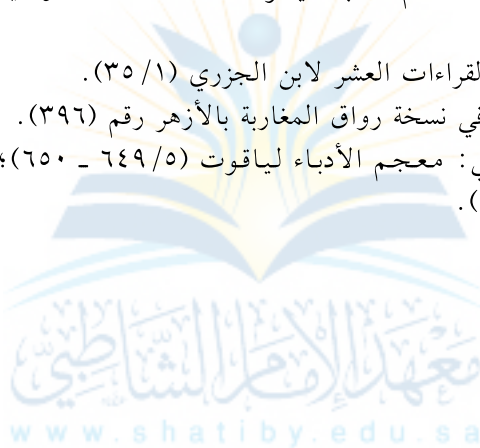 لقراءات العشر لابن الجزري (١/ ٣٥).
في نسخة رواق المغاربة بالأزهر رقم (٣٩٦).
: معجم الأدباء لياقوت (٥/ ٦٤٩ ـ ٦٥٠)؛
).
معهد الإمام الشاطبي
www.shatiby.edu.sa